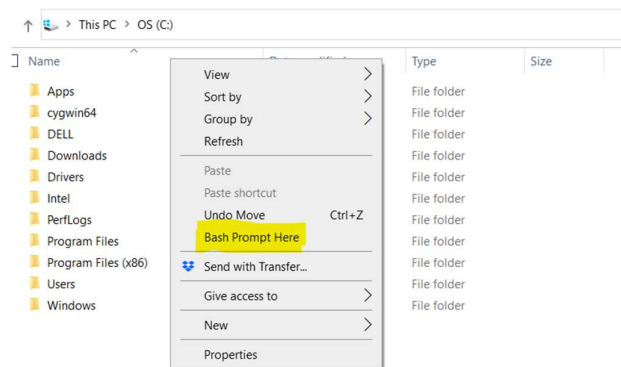 This PC > OS (C:)
Name Type Size
View
Apps Sort by File folder
cygwin64 Group by File folder
DELL Refresh File folder
Downloads File folder
Drivers Paste File folder
Intel Paste shortcut File folder
PerfLogs Undo Move Ctrl+Z File folder
Program Files Bash Prompt Here File folder
Program Files (x86) Send with Transfer... File folder
Users File folder
Windows Give access to File folder
New
Properties